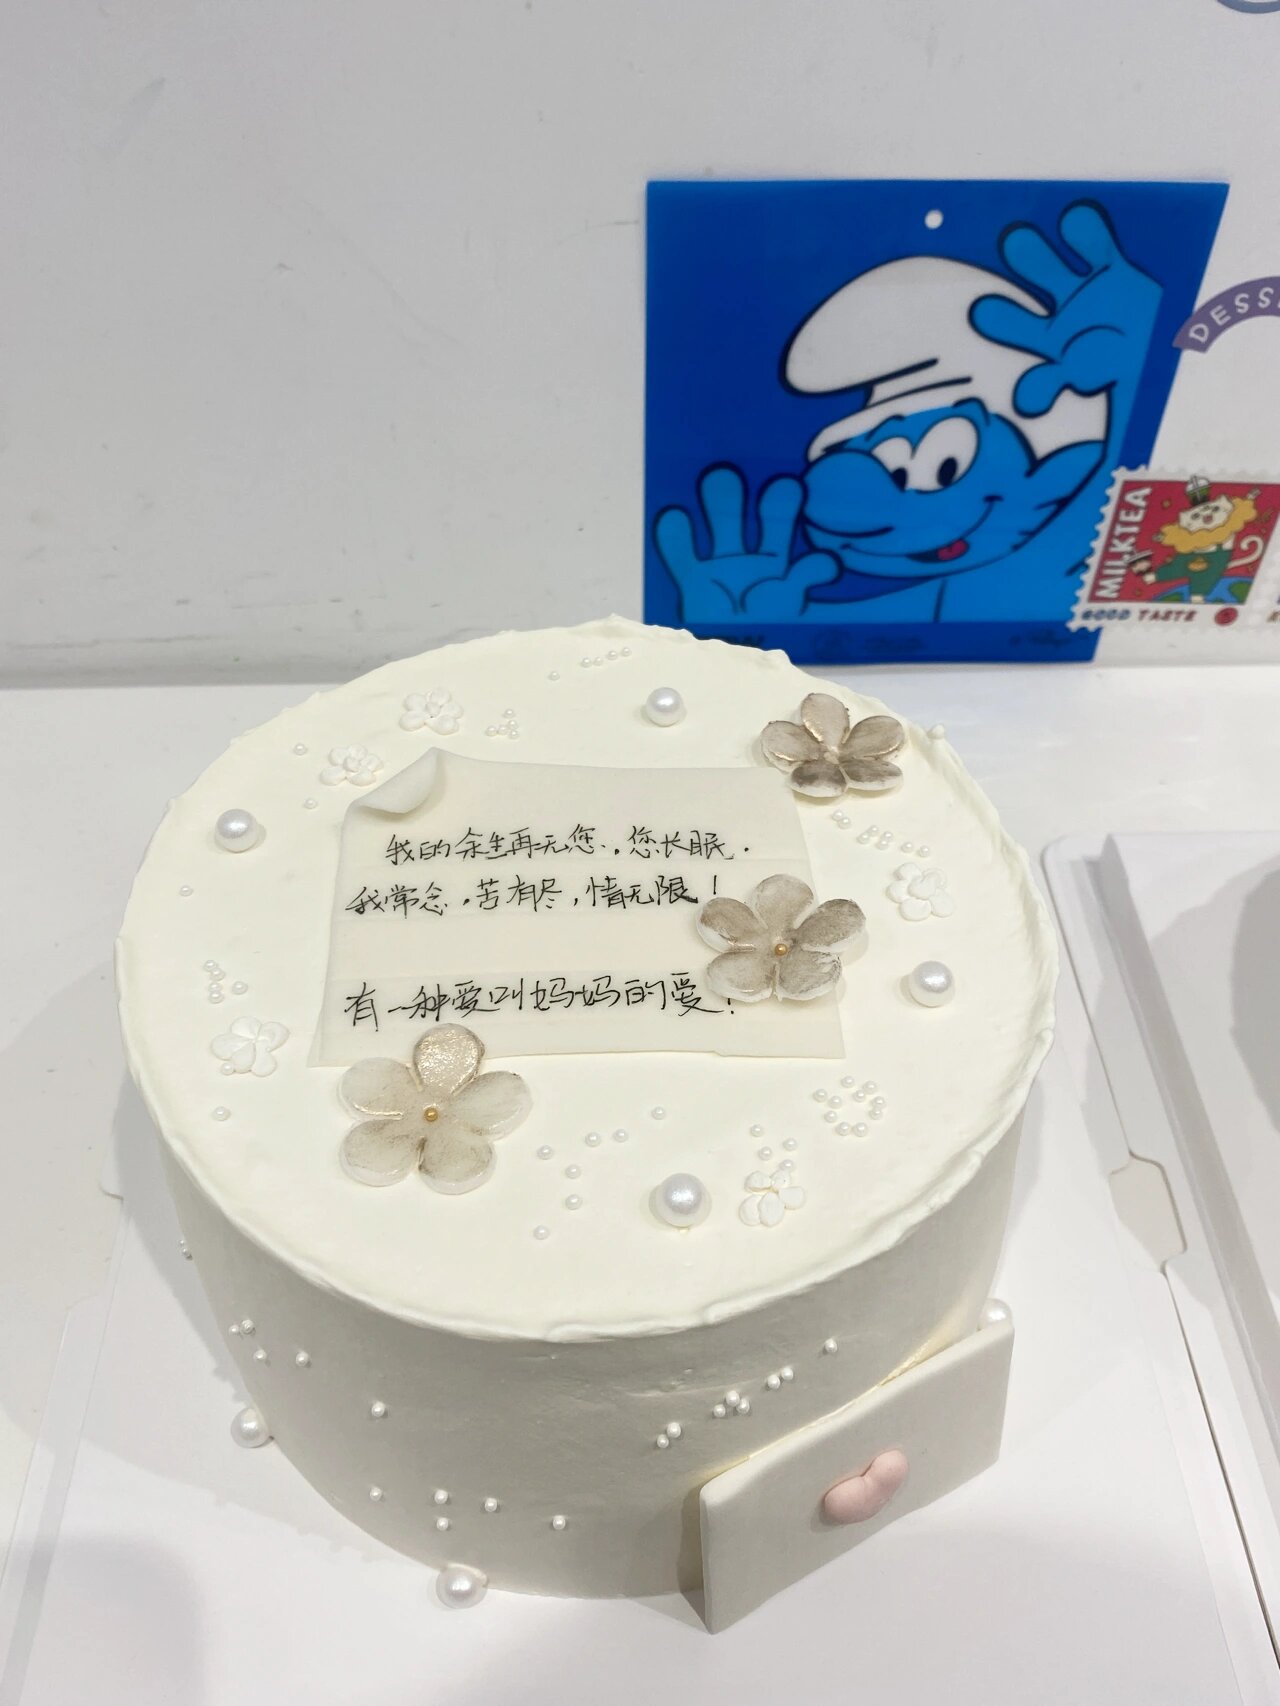 DESS
MILKTEA
GOOD TASTE
我的余生再无您，您长眠.
我常念，苦有尽，情无限！
有一种爱叫妈妈的爱！